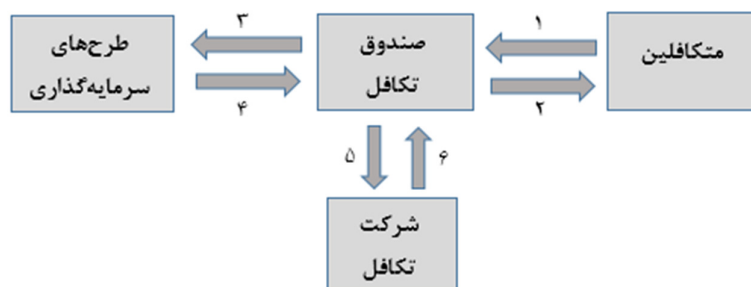 متکافلین
۱
۲
صندوق
تکافل
۳
۴
طرح‌های
سرمایه‌گذاری
۵
۶
شرکت
تکافل